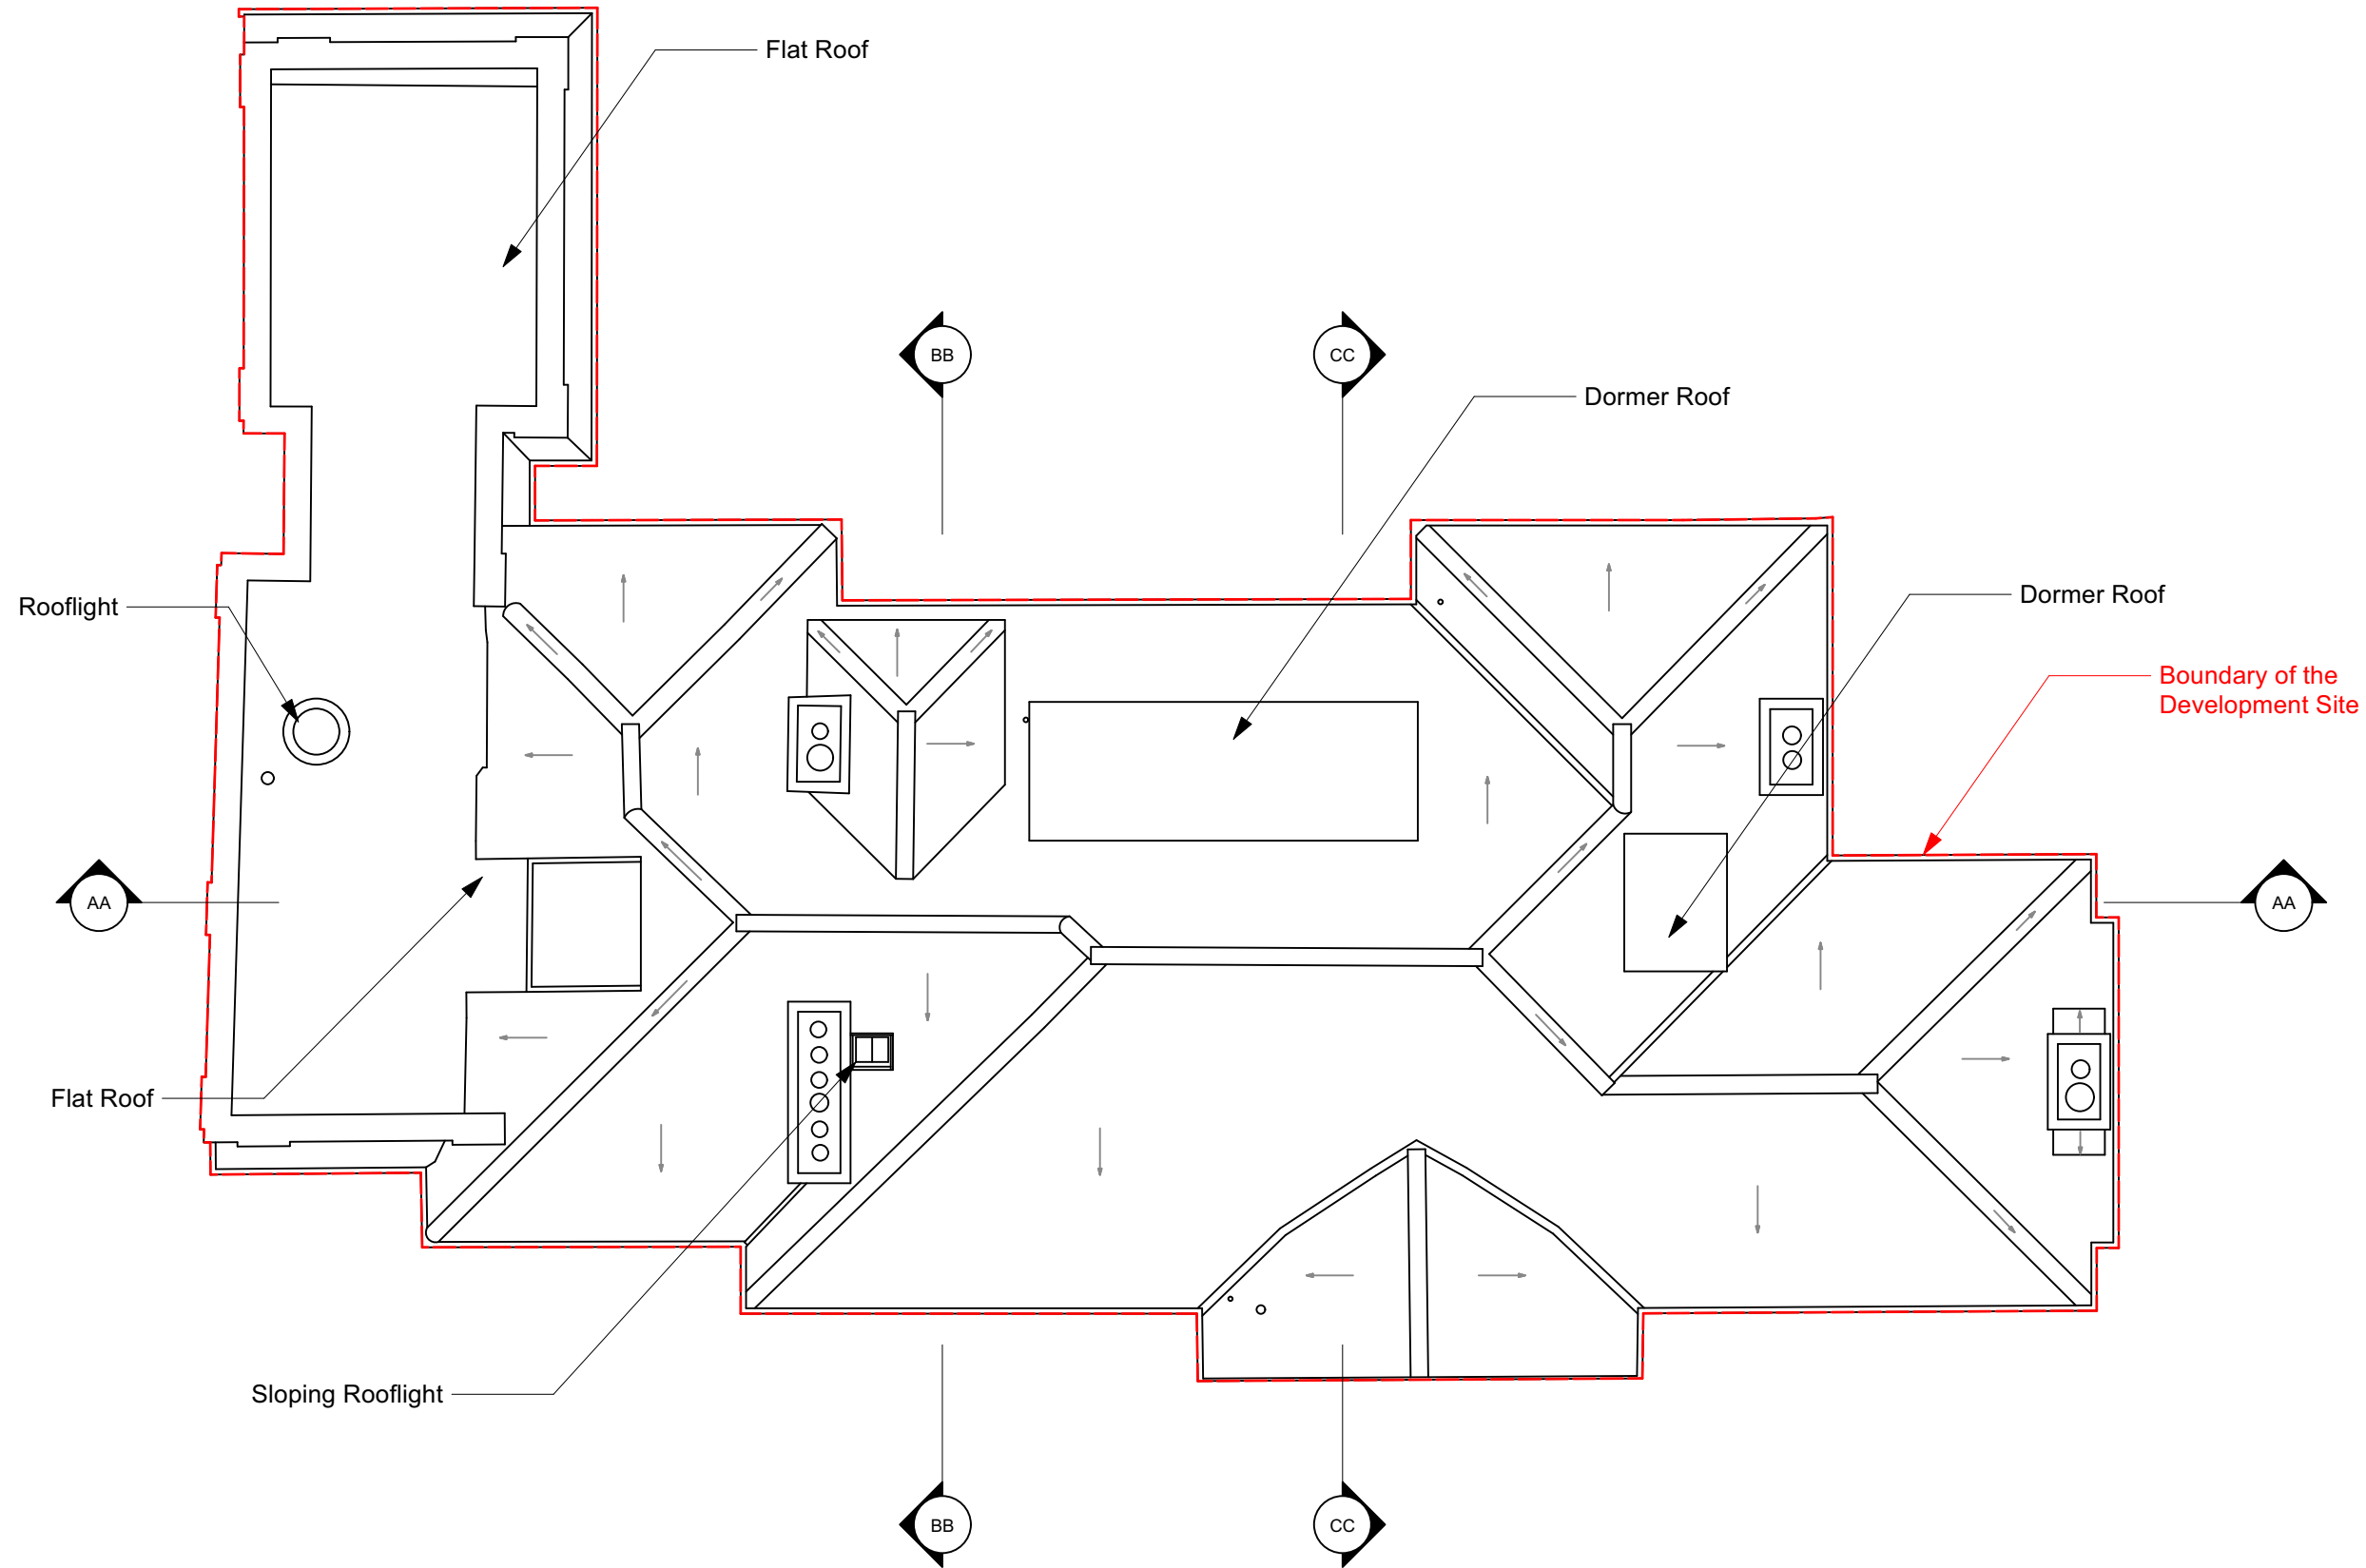 Flat Roof
BB
CC
Dormer Roof
Rooflight
Dormer Roof
Boundary of the
Development Site
AA
AA
Flat Roof
Sloping Rooflight
BB
CC